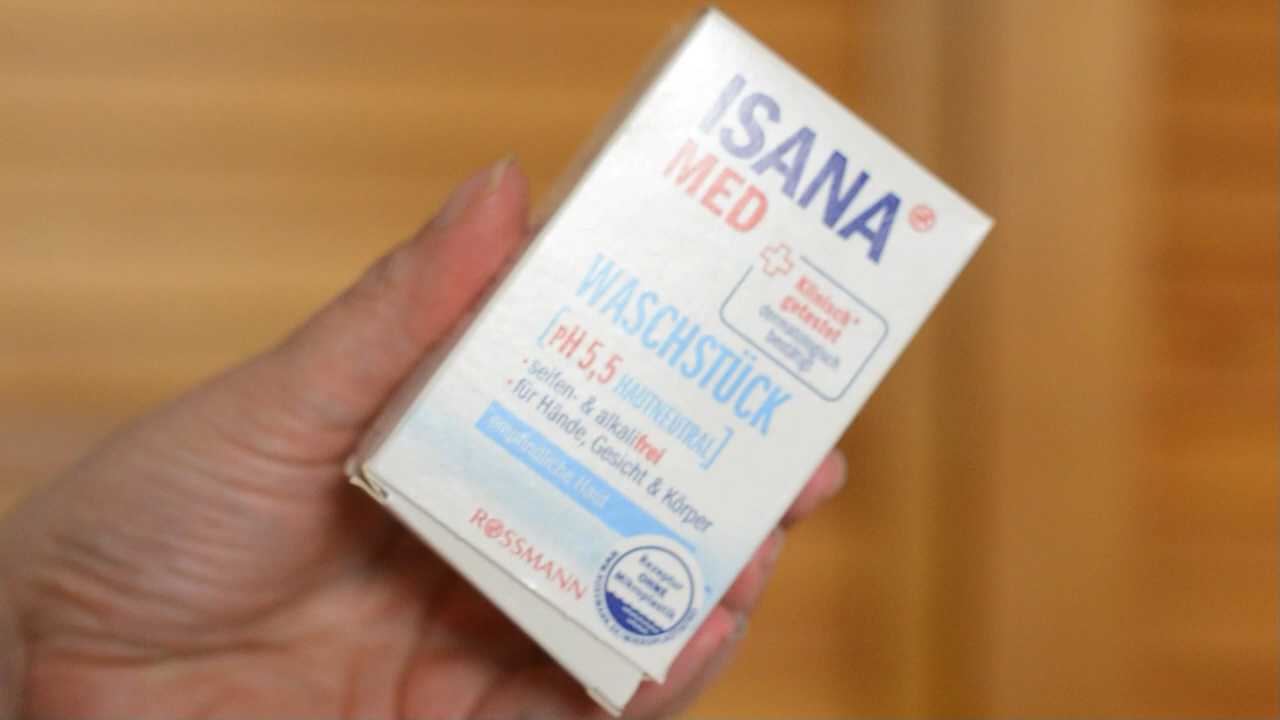 ISANA
MED
Klinisch*
getestet
dermatologisch
bestätigt
WASCHSTÜCK
[pH 5,5 HAUTNEUTRAL]
• seifen- & alkalifrei
• für Hände, Gesicht & Körper
empfindliche Haut
ROSSMANN
Rezeptur
OHNE
Mikroplastik